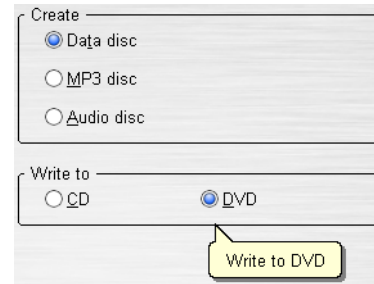 Create
Data disc
MP3 disc
Audio disc
Write to
CD DVD
Write to DVD